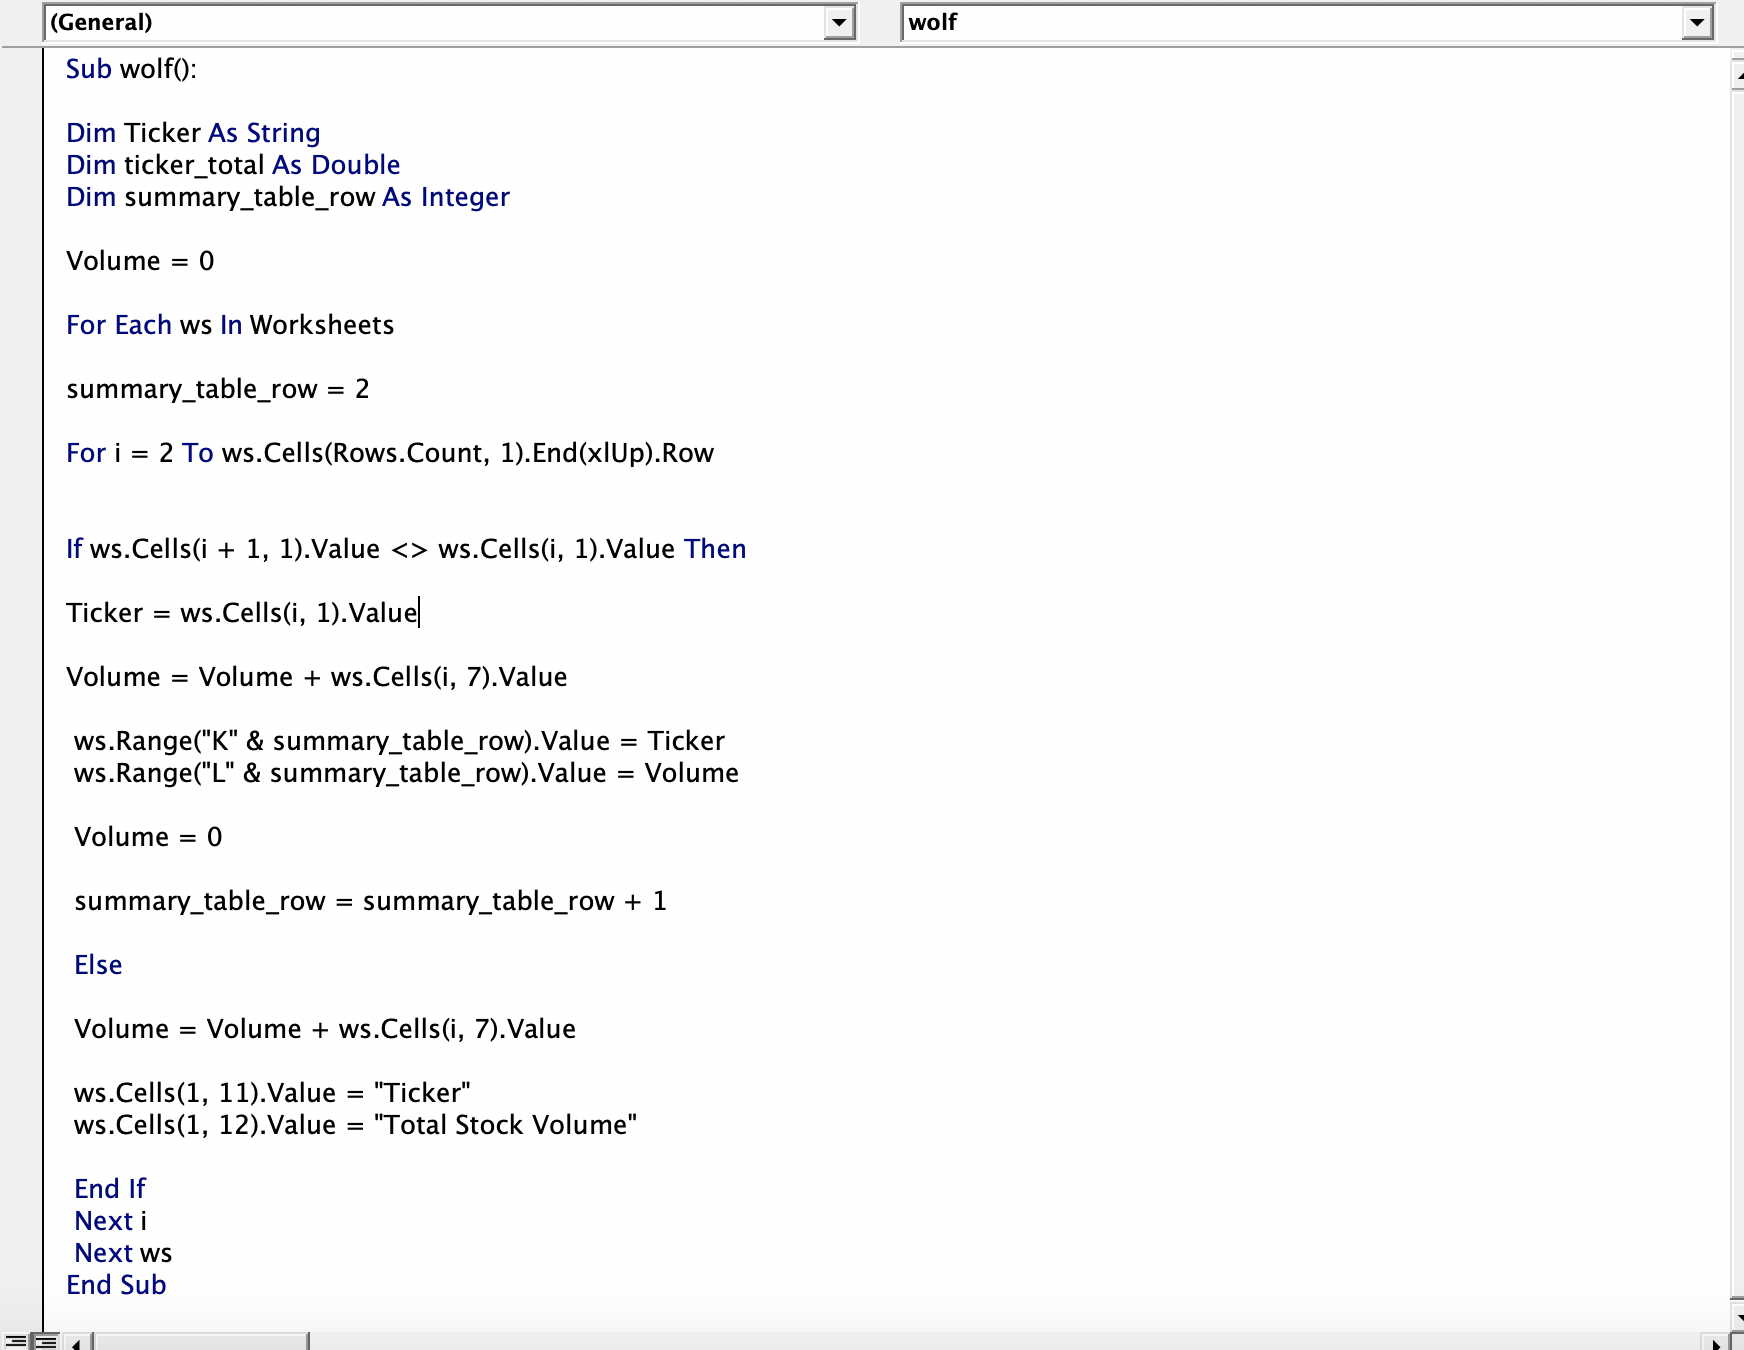 (General)
wolf
Sub wolf():
Dim Ticker As String
Dim ticker_total As Double
Dim summary_table_row As Integer
Volume = 0
For Each ws In Worksheets
summary_table_row = 2
For i = 2 To ws.Cells(Rows.Count, 1).End(xlUp).Row
If ws.Cells(i + 1, 1).Value <> ws.Cells(i, 1).Value Then
Ticker = ws.Cells(i, 1).Value
Volume = Volume + ws.Cells(i, 7).Value
ws.Range("K" & summary_table_row).Value = Ticker
ws.Range("L" & summary_table_row).Value = Volume
Volume = 0
summary_table_row = summary_table_row + 1
Else
Volume = Volume + ws.Cells(i, 7).Value
ws.Cells(1, 11).Value = "Ticker"
ws.Cells(1, 12).Value = "Total Stock Volume"
End If
Next i
Next ws
End Sub